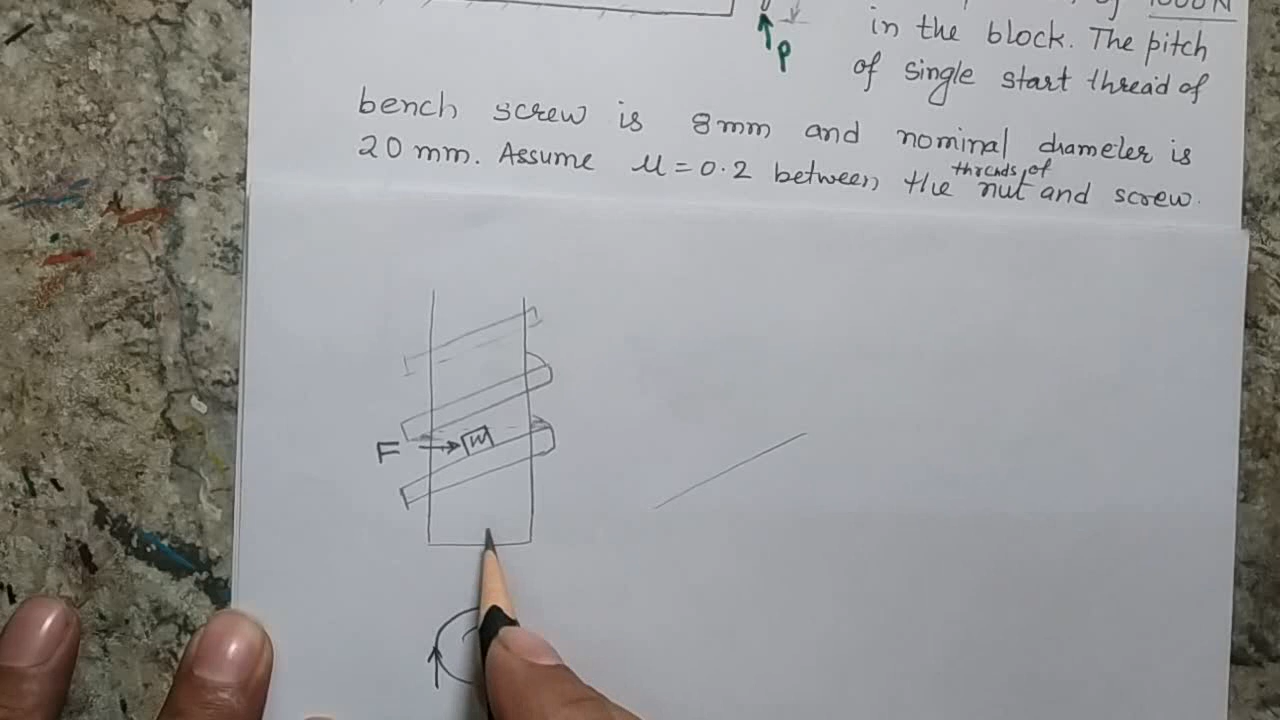 1000N
P
in the block. The pitch
of single start thread of
bench screw is 8mm and nominal diameter is
20 mm. Assume μ=0.2 between the threads of nut and screw.
F
W